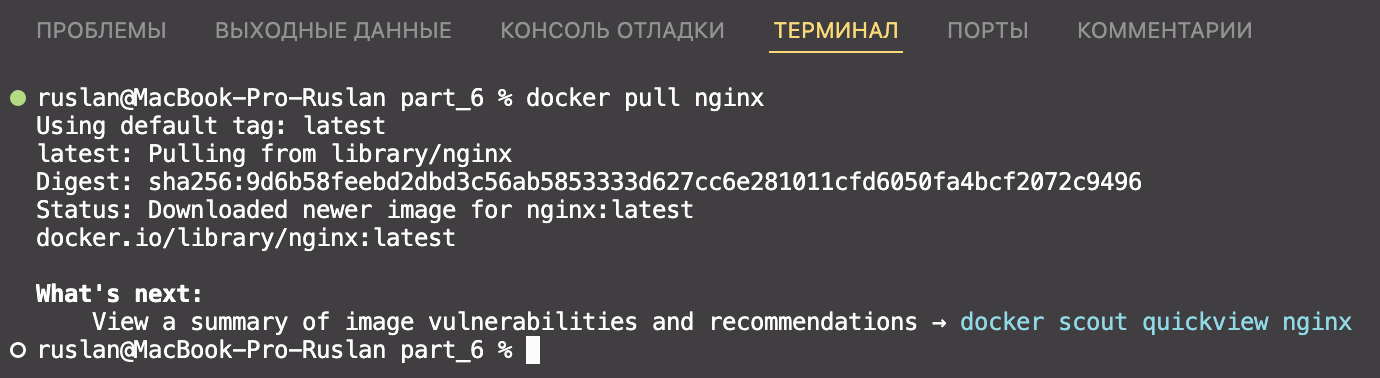 ПРОБЛЕМЫ ВЫХОДНЫЕ ДАННЫЕ КОНСОЛЬ ОТЛАДКИ ТЕРМИНАЛ ПОРТЫ КОММЕНТАРИИ
ruslan@MacBook-Pro-Ruslan part_6 % docker pull nginx
Using default tag: latest
latest: Pulling from library/nginx
Digest: sha256:9d6b58feebd2dbd3c56ab5853333d627cc6e281011cfd6050fa4bcf2072c9496
Status: Downloaded newer image for nginx:latest
docker.io/library/nginx:latest
What's next:
View a summary of image vulnerabilities and recommendations → docker scout quickview nginx
ruslan@MacBook-Pro-Ruslan part_6 %